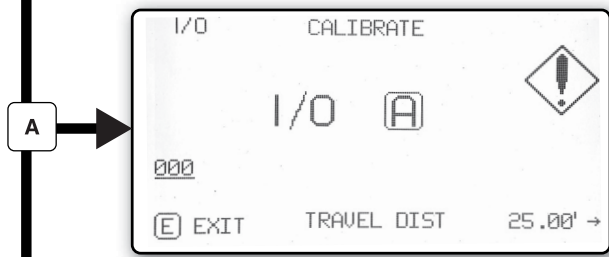 I/O CALIBRATE
A
I/O A
000
E EXIT TRAVEL DIST 25.00' →